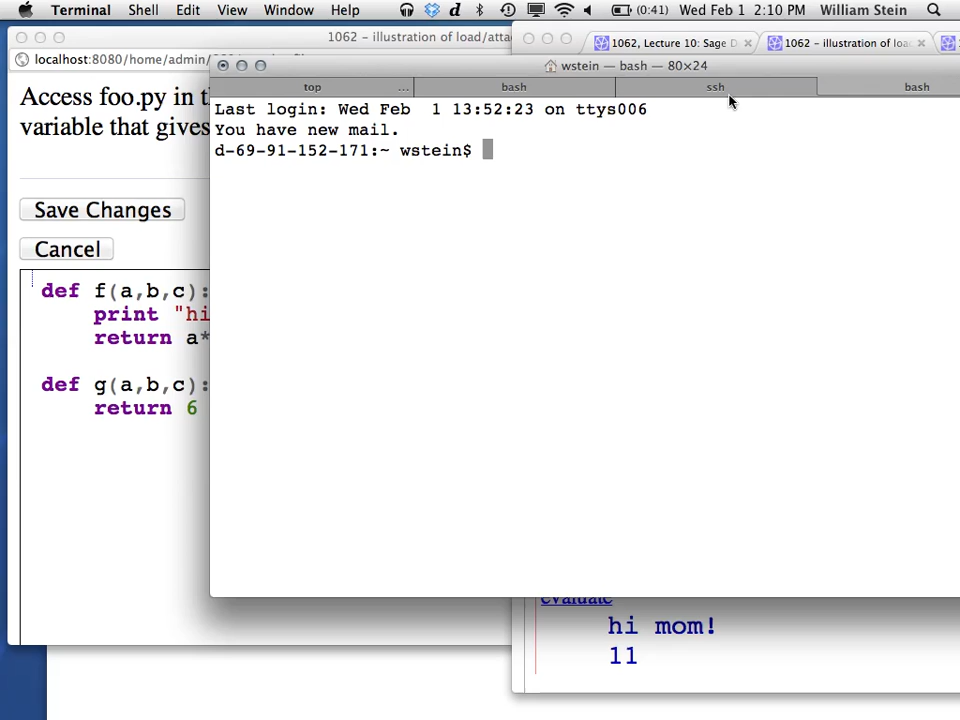 Terminal Shell Edit View Window Help (0:41) Wed Feb 1 2:10 PM William Stein
1062 - illustration of load/atta
1062, Lecture 10: Sage D
1062 - illustration of loa
localhost:8080/home/admin/
wstein — bash — 80×24
top ... bash ssh bash
Access foo.py in t
variable that gives
Last login: Wed Feb  1 13:52:23 on ttys006
You have new mail.
d-69-91-152-171:~ wstein$
Save Changes
Cancel
def f(a,b,c):
print "hi
return a*
def g(a,b,c):
return 6
evaluate
hi mom!
11